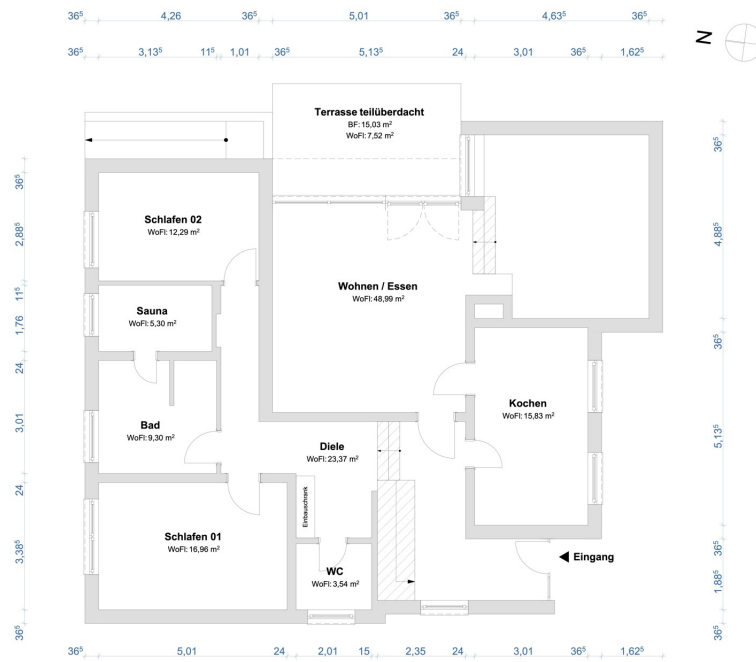 36⁵ 4,26 36⁵ 5,01 36⁵ 4,63⁵ 36⁵
36⁵ 3,13⁵ 11⁵ 1,01 36⁵ 5,13⁵ 24 3,01 36⁵ 1,62⁵
N
Terrasse teilüberdacht
BF: 15,03 m²
WoFl: 7,52 m²
Schlafen 02
WoFl: 12,29 m²
Wohnen / Essen
WoFl: 48,99 m²
Sauna
WoFl: 5,30 m²
Kochen
WoFl: 15,83 m²
Bad
WoFl: 9,30 m²
Diele
WoFl: 23,37 m²
Einbauschrank
Schlafen 01
WoFl: 16,96 m²
WC
WoFl: 3,54 m²
Eingang
36⁵
2,88⁵
11⁵
1,76
24
3,01
24
3,38⁵
36⁵
36⁵
4,88⁵
36⁵
5,13⁵
36⁵
1,88⁵
36⁵
36⁵ 5,01 24 2,01 15 2,35 24 3,01 36⁵ 1,62⁵